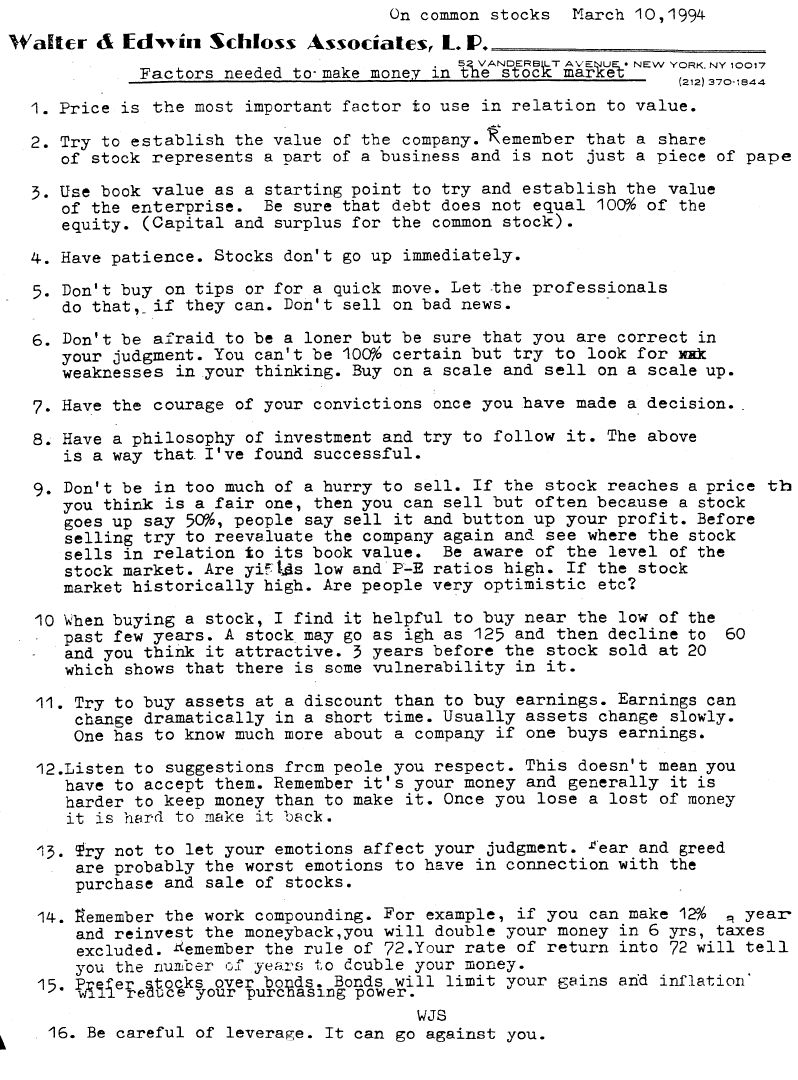 On common stocks March 10,1994
Walter & Edwin Schloss Associates, L.P.
52 VANDERBILT AVENUE • NEW YORK, NY 10017
Factors needed to make money in the stock market
(212) 370-1844
1. Price is the most important factor to use in relation to value.
2. Try to establish the value of the company. Remember that a share
of stock represents a part of a business and is not just a piece of pape
3. Use book value as a starting point to try and establish the value
of the enterprise. Be sure that debt does not equal 100% of the
equity. (Capital and surplus for the common stock).
4. Have patience. Stocks don't go up immediately.
5. Don't buy on tips or for a quick move. Let the professionals
do that, if they can. Don't sell on bad news.
6. Don't be afraid to be a loner but be sure that you are correct in
your judgment. You can't be 100% certain but try to look for
weaknesses in your thinking. Buy on a scale and sell on a scale up.
7. Have the courage of your convictions once you have made a decision.
8. Have a philosophy of investment and try to follow it. The above
is a way that I've found successful.
9. Don't be in too much of a hurry to sell. If the stock reaches a price th
you think is a fair one, then you can sell but often because a stock
goes up say 50%, people say sell it and button up your profit. Before
selling try to reevaluate the company again and see where the stock
sells in relation to its book value. Be aware of the level of the
stock market. Are yields low and P-E ratios high. If the stock
market historically high. Are people very optimistic etc?
10 When buying a stock, I find it helpful to buy near the low of the
past few years. A stock may go as igh as 125 and then decline to 60
and you think it attractive. 3 years before the stock sold at 20
which shows that there is some vulnerability in it.
11. Try to buy assets at a discount than to buy earnings. Earnings can
change dramatically in a short time. Usually assets change slowly.
One has to know much more about a company if one buys earnings.
12.Listen to suggestions from peole you respect. This doesn't mean you
have to accept them. Remember it's your money and generally it is
harder to keep money than to make it. Once you lose a lost of money
it is hard to make it back.
13. Try not to let your emotions affect your judgment. Fear and greed
are probably the worst emotions to have in connection with the
purchase and sale of stocks.
14. Remember the work compounding. For example, if you can make 12% a year
and reinvest the moneyback,you will double your money in 6 yrs, taxes
excluded. Remember the rule of 72.Your rate of return into 72 will tell
you the number of years to double your money.
15. Prefer stocks over bonds. Bonds will limit your gains and inflation
will reduce your purchasing power.
WJS
16. Be careful of leverage. It can go against you.